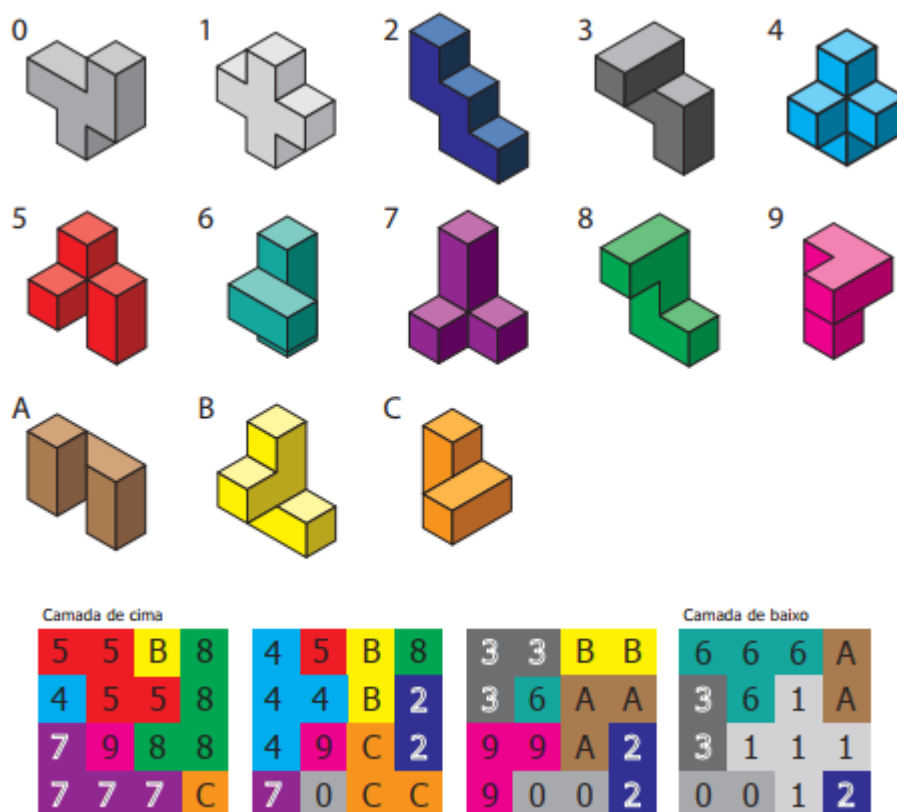 0 1 2 3 4
5 6 7 8 9
A B C
Camada de cima Camada de baixo
5 5 B 8 4 5 B 8 3 3 B B 6 6 6 A
4 5 5 8 4 4 B 2 3 6 A A 3 6 1 A
7 9 8 8 4 9 C 2 9 9 A 2 3 1 1 1
7 7 7 C 7 0 C C 9 0 0 2 0 0 1 2